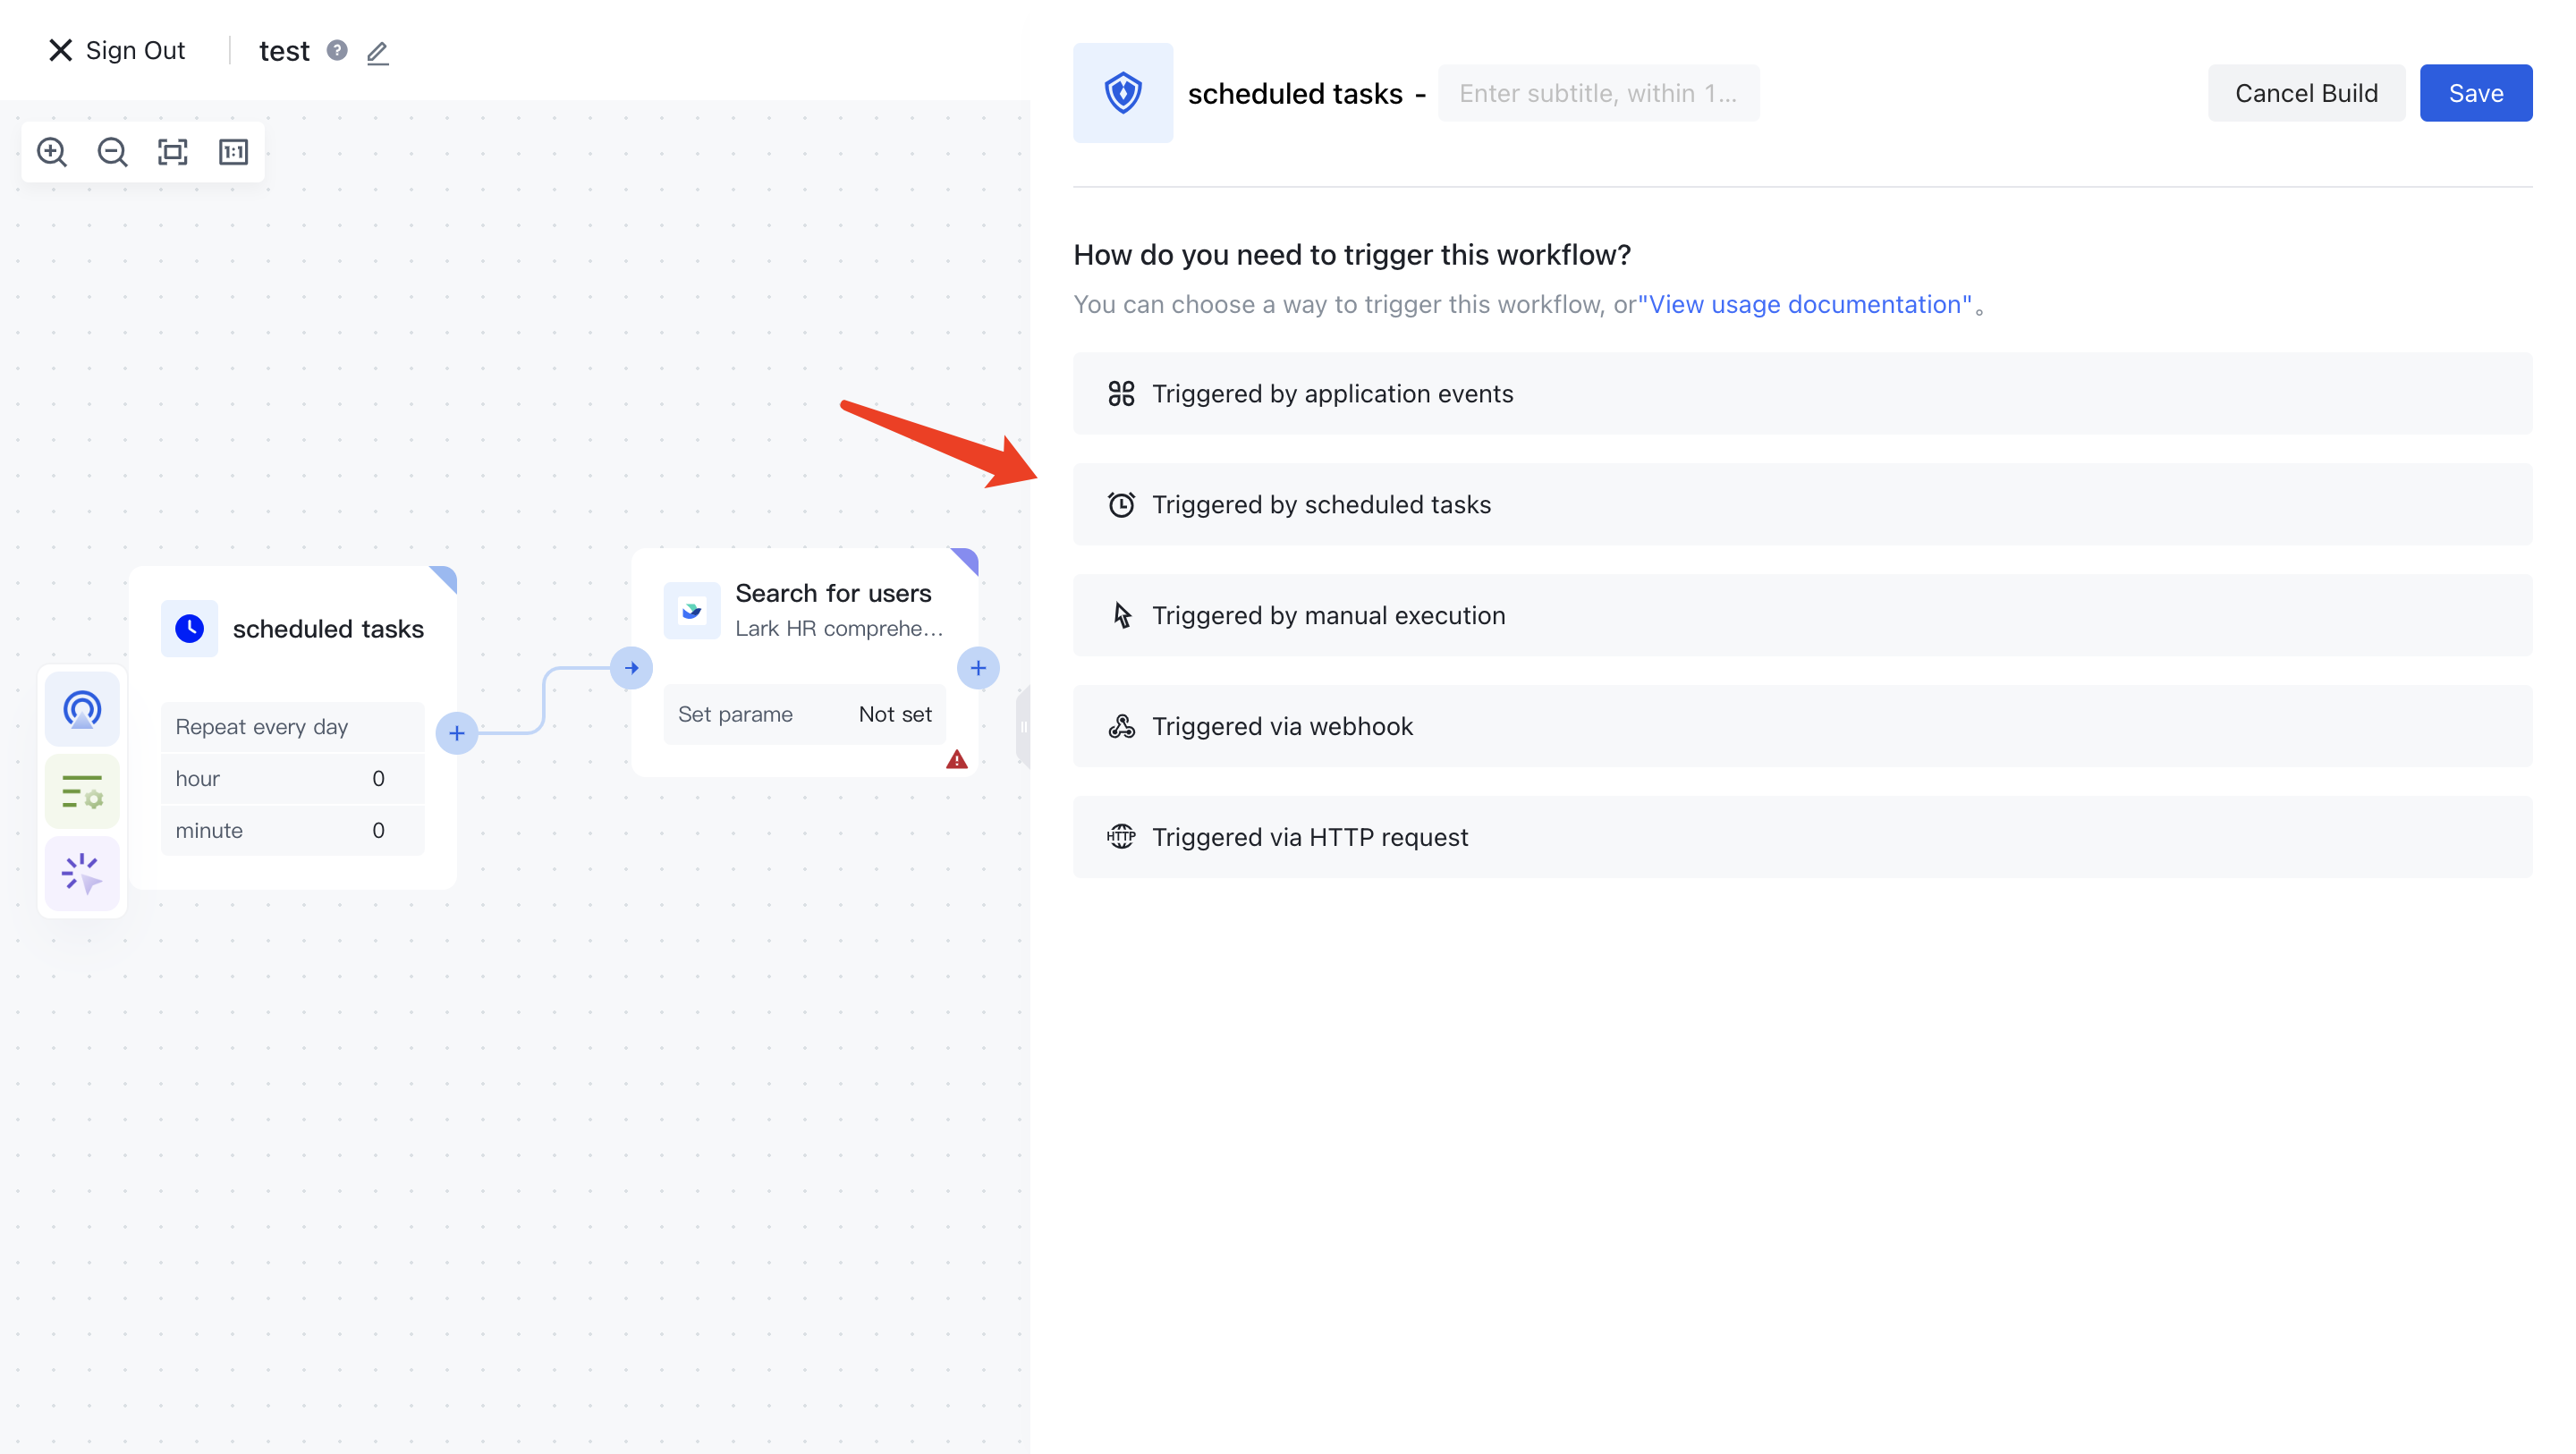 Sign Out
test
1:1
scheduled tasks
Repeat every day
hour 0
minute 0
Search for users
Lark HR comprehe...
Set parame Not set
scheduled tasks -
Enter subtitle, within 1...
Cancel Build
Save
How do you need to trigger this workflow?
You can choose a way to trigger this workflow, or"View usage documentation"。
Triggered by application events
Triggered by scheduled tasks
Triggered by manual execution
Triggered via webhook
HTTP Triggered via HTTP request